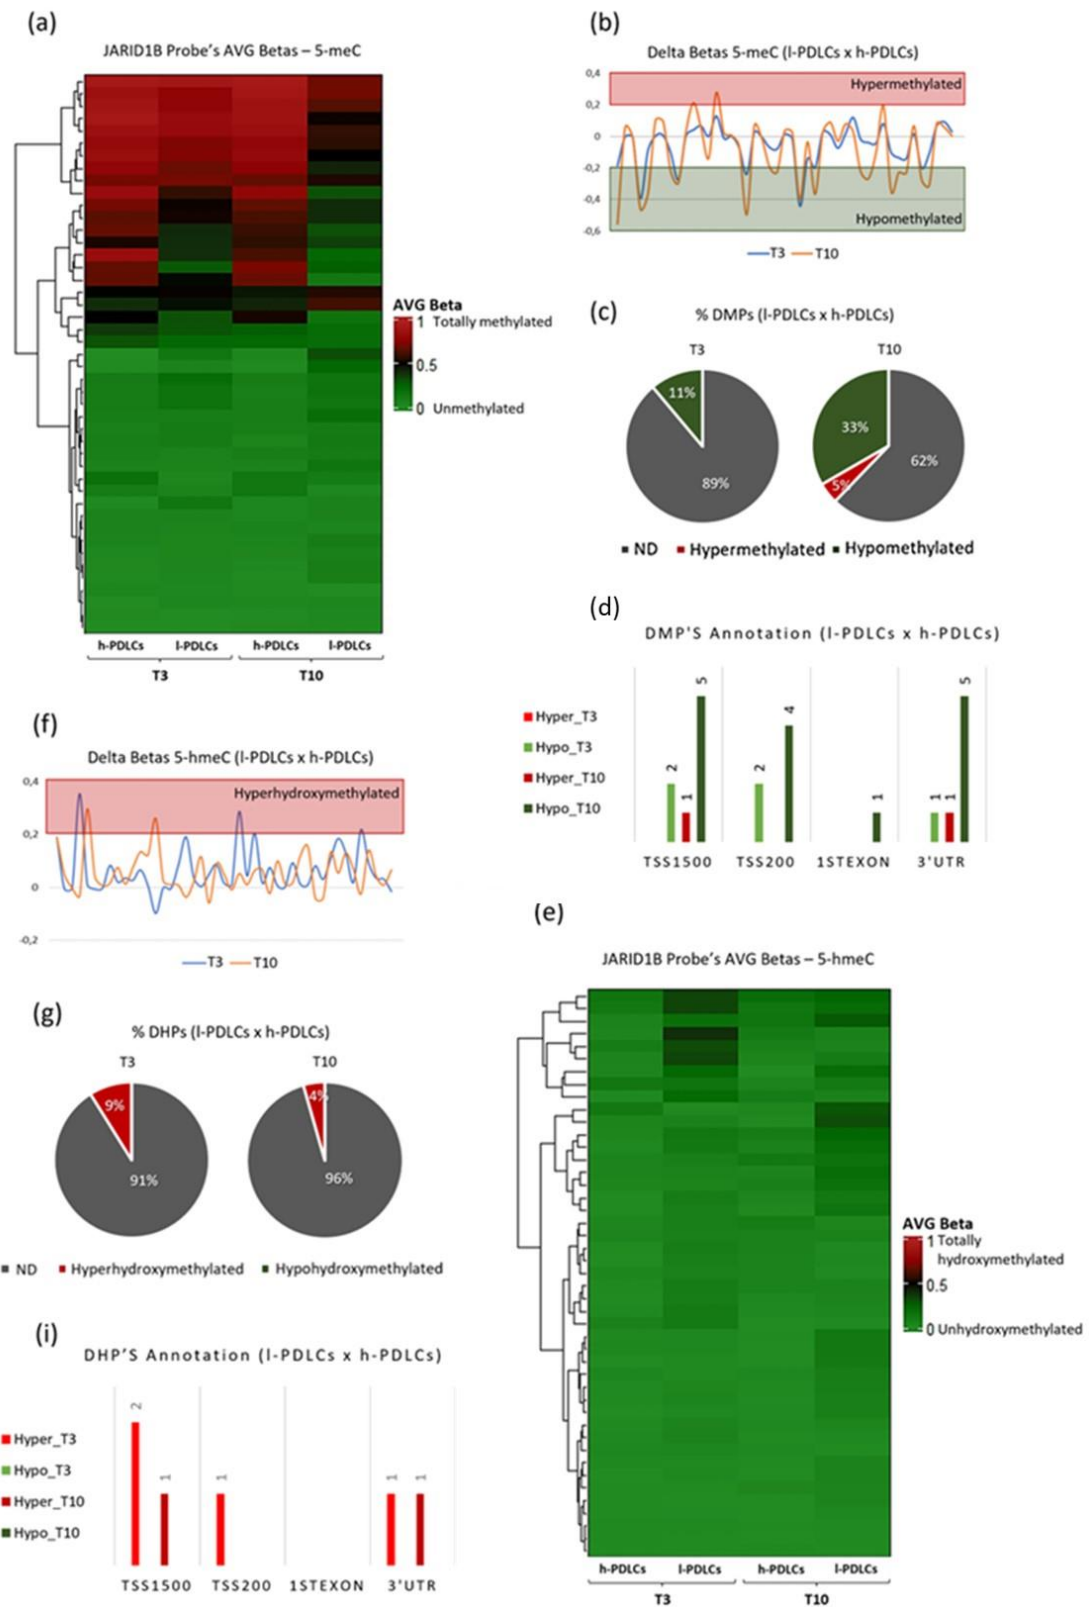 (a)
JARID1B Probe's AVG Betas – 5-meC
AVG Beta
1 Totally methylated
0.5
0 Unmethylated
h-PDLCs l-PDLCs h-PDLCs l-PDLCs
T3 T10
(b)
Delta Betas 5-meC (l-PDLCs x h-PDLCs)
0,4
Hypermethylated
0,2
0
-0,2
-0,4
Hypomethylated
-0,6
T3 T10
(c)
% DMPs (l-PDLCs x h-PDLCs)
T3 T10
11%
89%
33%
62%
5%
ND Hypermethylated Hypomethylated
(d)
DMP'S Annotation (l-PDLCs x h-PDLCs)
Hyper_T3
Hypo_T3
Hyper_T10
Hypo_T10
2 1 5 2 4 1 1 1 5
TSS1500 TSS200 1STEXON 3'UTR
(f)
Delta Betas 5-hmeC (l-PDLCs x h-PDLCs)
0,4
Hyperhydroxymethylated
0,2
0
-0,2
T3 T10
(e)
JARID1B Probe's AVG Betas – 5-hmeC
AVG Beta
1 Totally
hydroxymethylated
0.5
0 Unhydroxymethylated
h-PDLCs l-PDLCs h-PDLCs l-PDLCs
T3 T10
(g)
% DHPs (l-PDLCs x h-PDLCs)
T3 T10
9%
91%
4%
96%
ND Hyperhydroxymethylated Hypohydroxymethylated
(i)
DHP'S Annotation (l-PDLCs x h-PDLCs)
Hyper_T3
Hypo_T3
Hyper_T10
Hypo_T10
2 1 1 1 1
TSS1500 TSS200 1STEXON 3'UTR